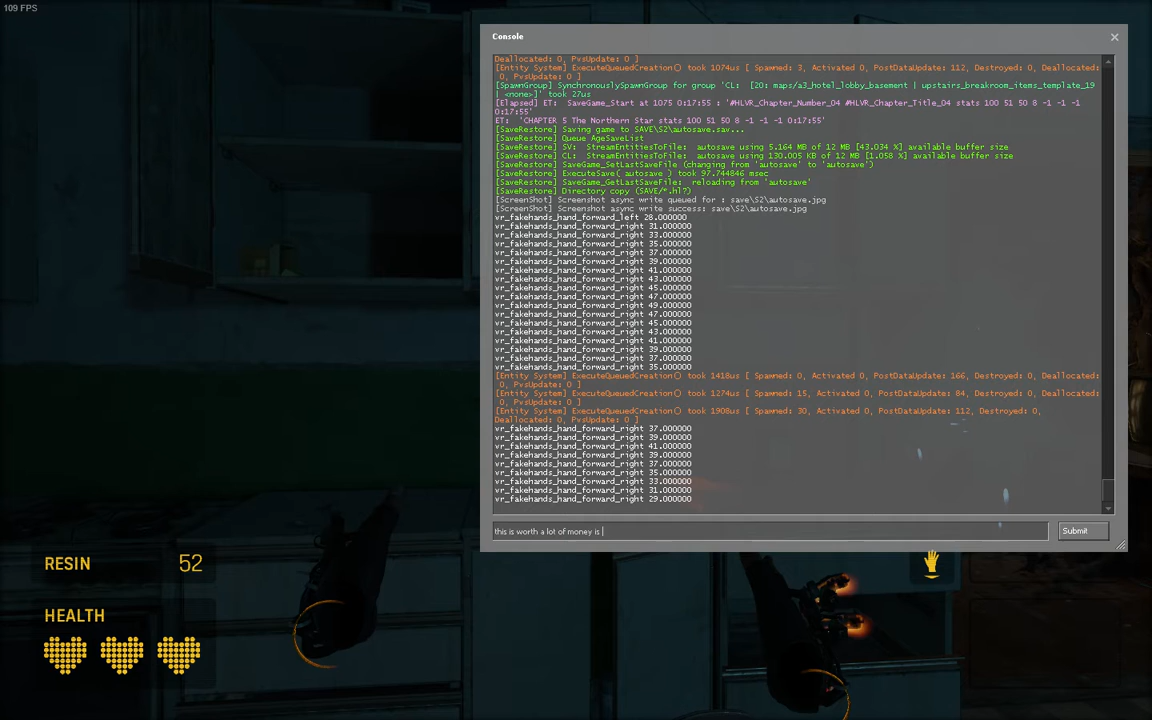 109 FPS
Console
Deallocated: 0, PvsUpdate: 0 ]
[Entity System] ExecuteQueuedCreation() took 1074us [ Spawned: 3, Activated 0, PostDataUpdate: 112, Destroyed: 0, Deallocated:
0, PvsUpdate: 0 ]
[SpawnGroup] SynchronouslySpawnGroup for group 'CL:  [20: maps/a3_hotel_lobby_basement | upstairs_breakroom_items_template_19
| <none>]' took 27us
[Elapsed] ET:  SaveGame_Start at 1075 0:17:55 : '#HLVR_Chapter_Number_04 #HLVR_Chapter_Title_04 stats 100 51 50 8 -1 -1 -1
0:17:55'
ET:  'CHAPTER 5 The Northern Star stats 100 51 50 8 -1 -1 -1 0:17:55'
[SaveRestore] Saving game to SAVE\S2\autosave.sav...
[SaveRestore] Queue AgeSaveList
[SaveRestore] SV:  StreamEntitiesToFile:  autosave using 5.164 MB of 12 MB [43.034 %] available buffer size
[SaveRestore] CL:  StreamEntitiesToFile:  autosave using 130.005 KB of 12 MB [1.058 %] available buffer size
[SaveRestore] SaveGame_SetLastSaveFile (changing from 'autosave' to 'autosave')
[SaveRestore] ExecuteSave( autosave ) took 97.744846 msec
[SaveRestore] SaveGame_GetLastSaveFile:  reloading from 'autosave'
[SaveRestore] Directory copy (SAVE/*.hl?)
[ScreenShot] Screenshot async write queued for : save\S2\autosave.jpg
[ScreenShot] Screenshot async write success: save\S2\autosave.jpg
vr_fakehands_hand_forward_left 28.000000
vr_fakehands_hand_forward_right 31.000000
vr_fakehands_hand_forward_right 33.000000
vr_fakehands_hand_forward_right 35.000000
vr_fakehands_hand_forward_right 37.000000
vr_fakehands_hand_forward_right 39.000000
vr_fakehands_hand_forward_right 41.000000
vr_fakehands_hand_forward_right 43.000000
vr_fakehands_hand_forward_right 45.000000
vr_fakehands_hand_forward_right 47.000000
vr_fakehands_hand_forward_right 49.000000
vr_fakehands_hand_forward_right 47.000000
vr_fakehands_hand_forward_right 45.000000
vr_fakehands_hand_forward_right 43.000000
vr_fakehands_hand_forward_right 41.000000
vr_fakehands_hand_forward_right 39.000000
vr_fakehands_hand_forward_right 37.000000
vr_fakehands_hand_forward_right 35.000000
[Entity System] ExecuteQueuedCreation() took 1418us [ Spawned: 0, Activated 0, PostDataUpdate: 166, Destroyed: 0, Deallocated:
0, PvsUpdate: 0 ]
[Entity System] ExecuteQueuedCreation() took 1274us [ Spawned: 15, Activated 0, PostDataUpdate: 84, Destroyed: 0, Deallocated:
0, PvsUpdate: 0 ]
[Entity System] ExecuteQueuedCreation() took 1908us [ Spawned: 30, Activated 0, PostDataUpdate: 112, Destroyed: 0,
Deallocated: 0, PvsUpdate: 0 ]
vr_fakehands_hand_forward_right 37.000000
vr_fakehands_hand_forward_right 39.000000
vr_fakehands_hand_forward_right 41.000000
vr_fakehands_hand_forward_right 39.000000
vr_fakehands_hand_forward_right 37.000000
vr_fakehands_hand_forward_right 35.000000
vr_fakehands_hand_forward_right 33.000000
vr_fakehands_hand_forward_right 31.000000
vr_fakehands_hand_forward_right 29.000000
this is worth a lot of money is
Submit
RESIN 52
HEALTH